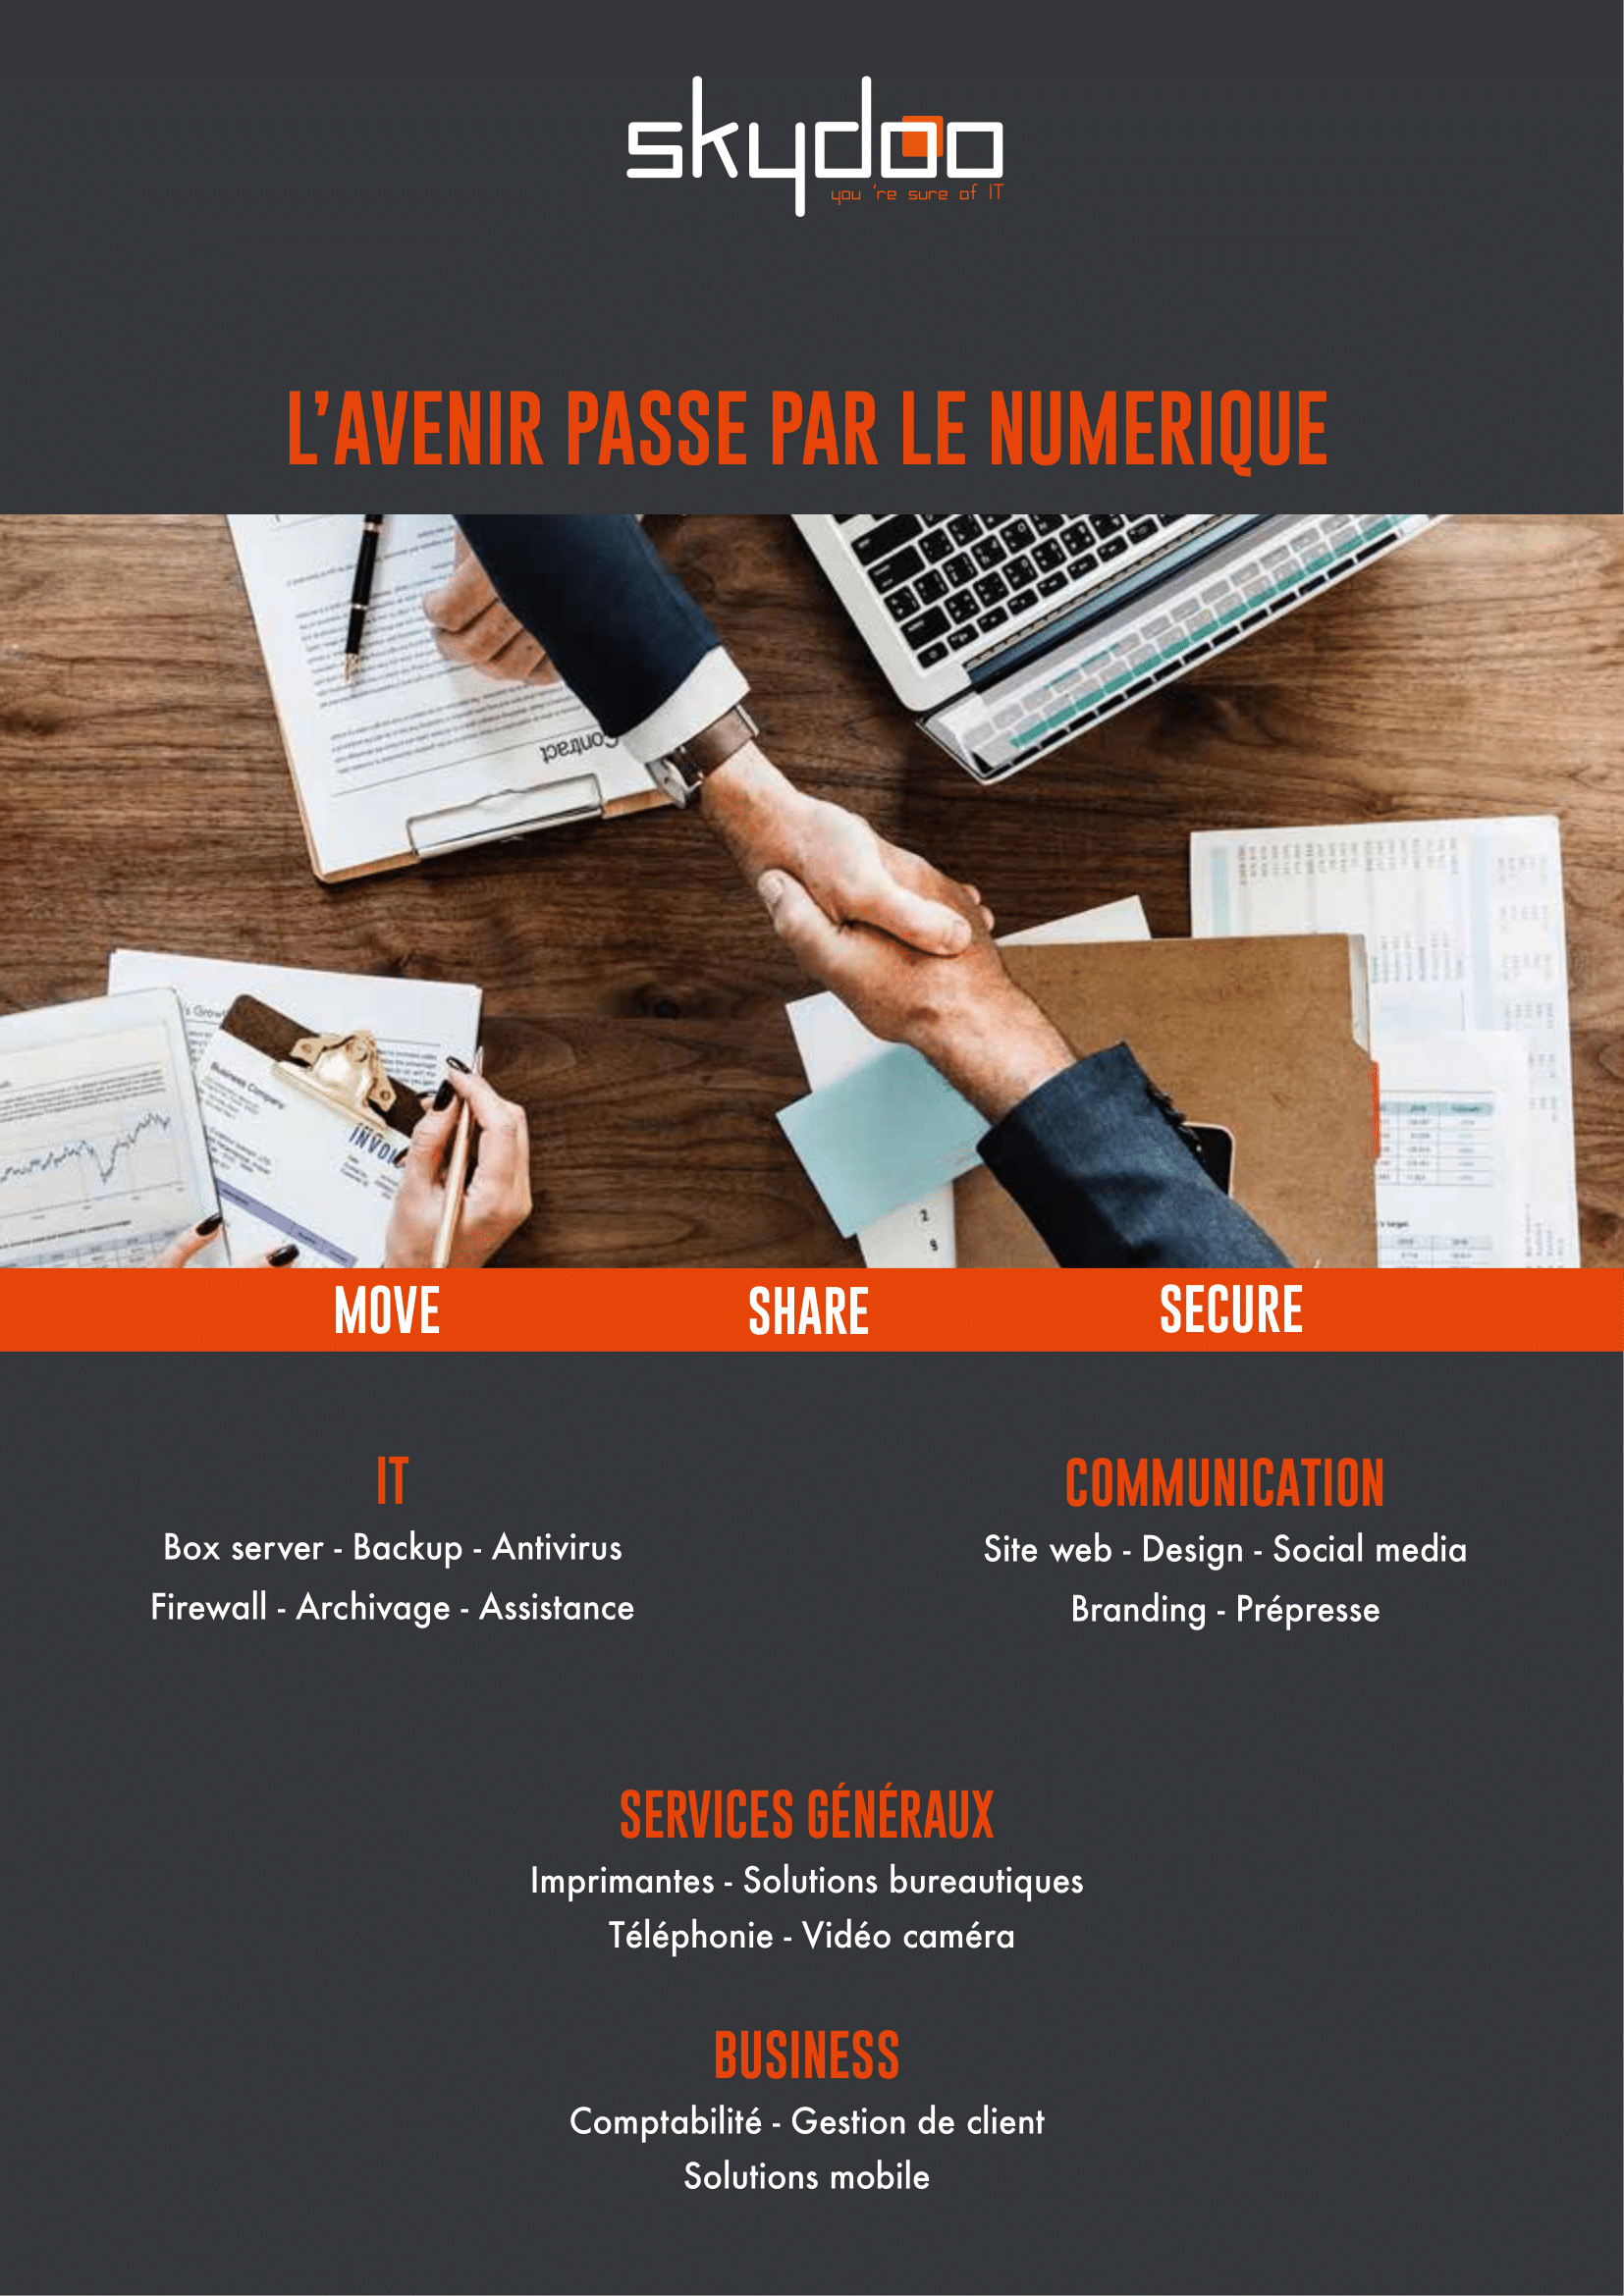 skydoo
you 're sure of IT
L’AVENIR PASSE PAR LE NUMERIQUE
Contract
Business Company
MOVE SHARE SECURE
IT
Box server - Backup - Antivirus
Firewall - Archivage - Assistance
COMMUNICATION
Site web - Design - Social media
Branding - Prépresse
SERVICES GÉNÉRAUX
Imprimantes - Solutions bureautiques
Téléphonie - Vidéo caméra
BUSINESS
Comptabilité - Gestion de client
Solutions mobile